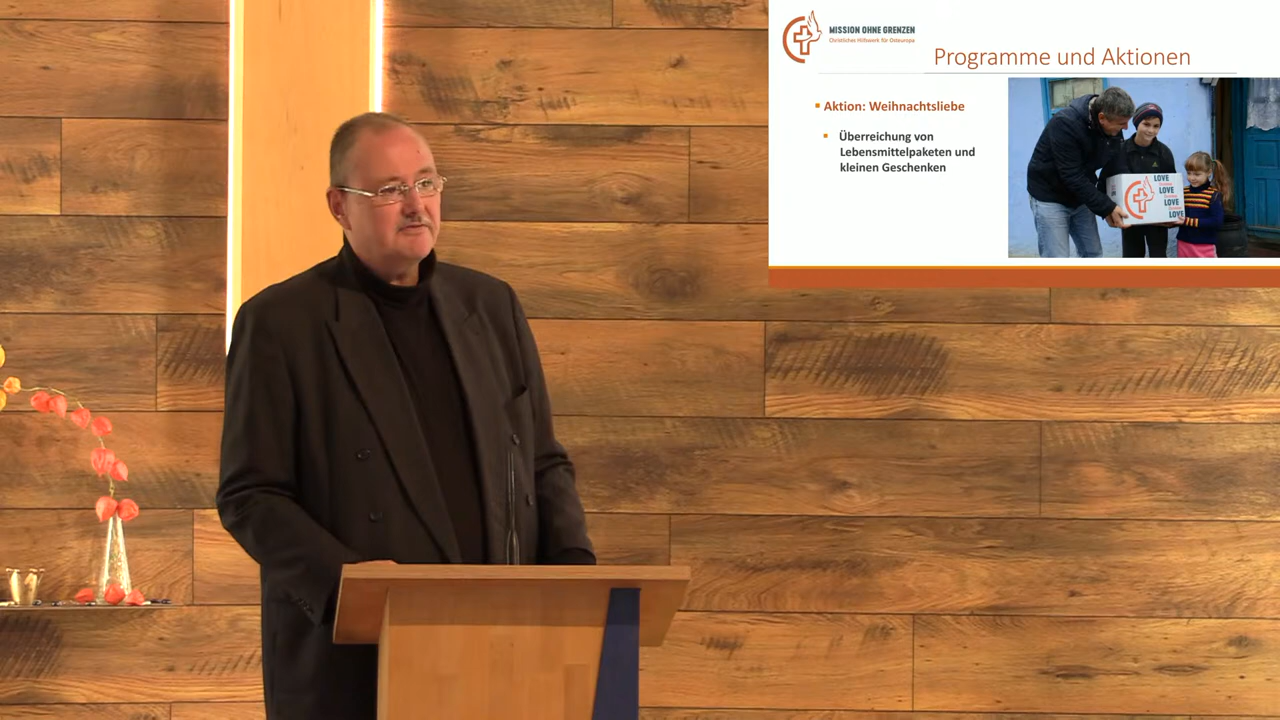 MISSION OHNE GRENZEN
Christliches Hilfswerk für Osteuropa
Programme und Aktionen
Aktion: Weihnachtsliebe
Überreichung von
Lebensmittelpaketen und
kleinen Geschenken
LOVE
LOVE
LOVE
LOVE